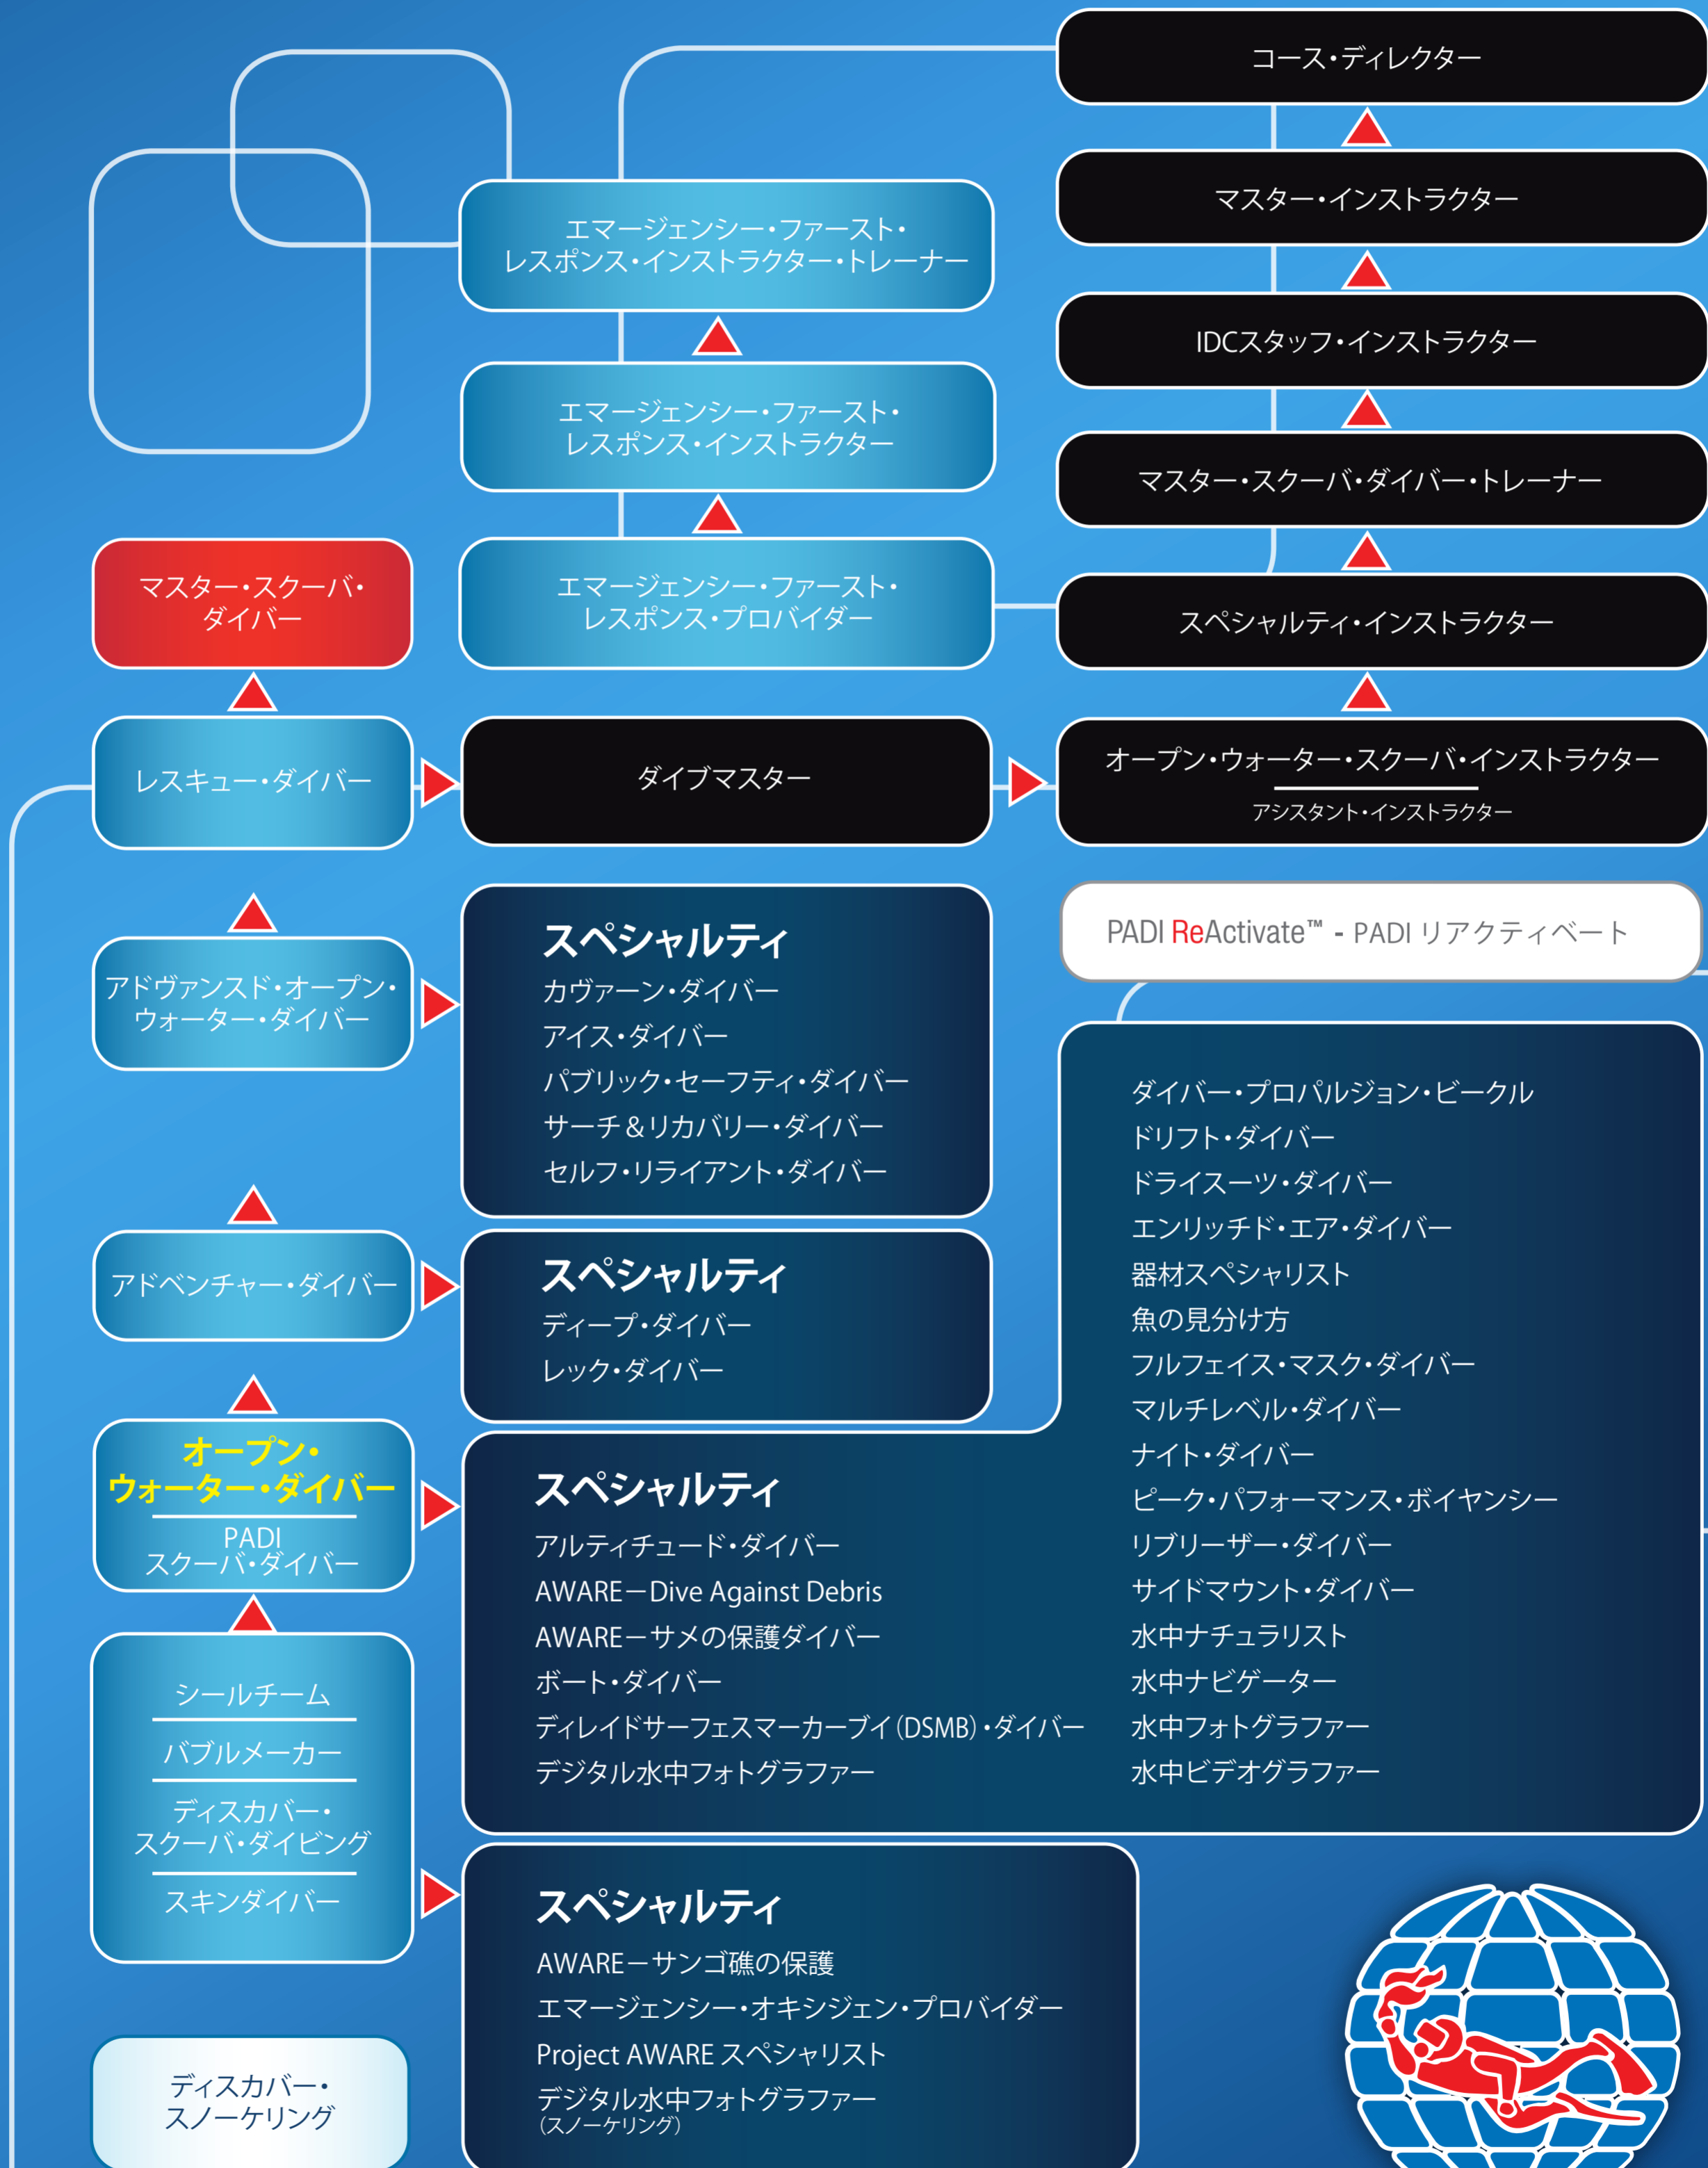 コース・ディレクター
マスター・インストラクター
エマージェンシー・ファースト・
レスポンス・インストラクター・トレーナー
IDCスタッフ・インストラクター
エマージェンシー・ファースト・
レスポンス・インストラクター
マスター・スクーバ・ダイバー・トレーナー
マスター・スクーバ・
ダイバー
エマージェンシー・ファースト・
レスポンス・プロバイダー
スペシャルティ・インストラクター
レスキュー・ダイバー
ダイブマスター
オープン・ウォーター・スクーバ・インストラクター
アシスタント・インストラクター
PADI ReActivate™ - PADI リアクティベート
アドヴァンスド・オープン・
ウォーター・ダイバー
スペシャルティ
カヴァーン・ダイバー
アイス・ダイバー
パブリック・セーフティ・ダイバー
サーチ&リカバリー・ダイバー
セルフ・リライアント・ダイバー
アドベンチャー・ダイバー
スペシャルティ
ディープ・ダイバー
レック・ダイバー
オープン・
ウォーター・ダイバー
PADI
スクーバ・ダイバー
スペシャルティ
アルティチュード・ダイバー
AWARE－Dive Against Debris
AWARE－サメの保護ダイバー
ボート・ダイバー
ディレイドサーフェスマーカーブイ(DSMB)・ダイバー
デジタル水中フォトグラファー
ダイバー・プロパルジョン・ビークル
ドリフト・ダイバー
ドライスーツ・ダイバー
エンリッチド・エア・ダイバー
器材スペシャリスト
魚の見分け方
フルフェイス・マスク・ダイバー
マルチレベル・ダイバー
ナイト・ダイバー
ピーク・パフォーマンス・ボイヤンシー
リブリーザー・ダイバー
サイドマウント・ダイバー
水中ナチュラリスト
水中ナビゲーター
水中フォトグラファー
水中ビデオグラファー
シールチーム
バブルメーカー
ディスカバー・
スクーバ・ダイビング
スキンダイバー
スペシャルティ
AWARE－サンゴ礁の保護
エマージェンシー・オキシジェン・プロバイダー
Project AWARE スペシャリスト
デジタル水中フォトグラファー
(スノーケリング)
ディスカバー・
スノーケリング